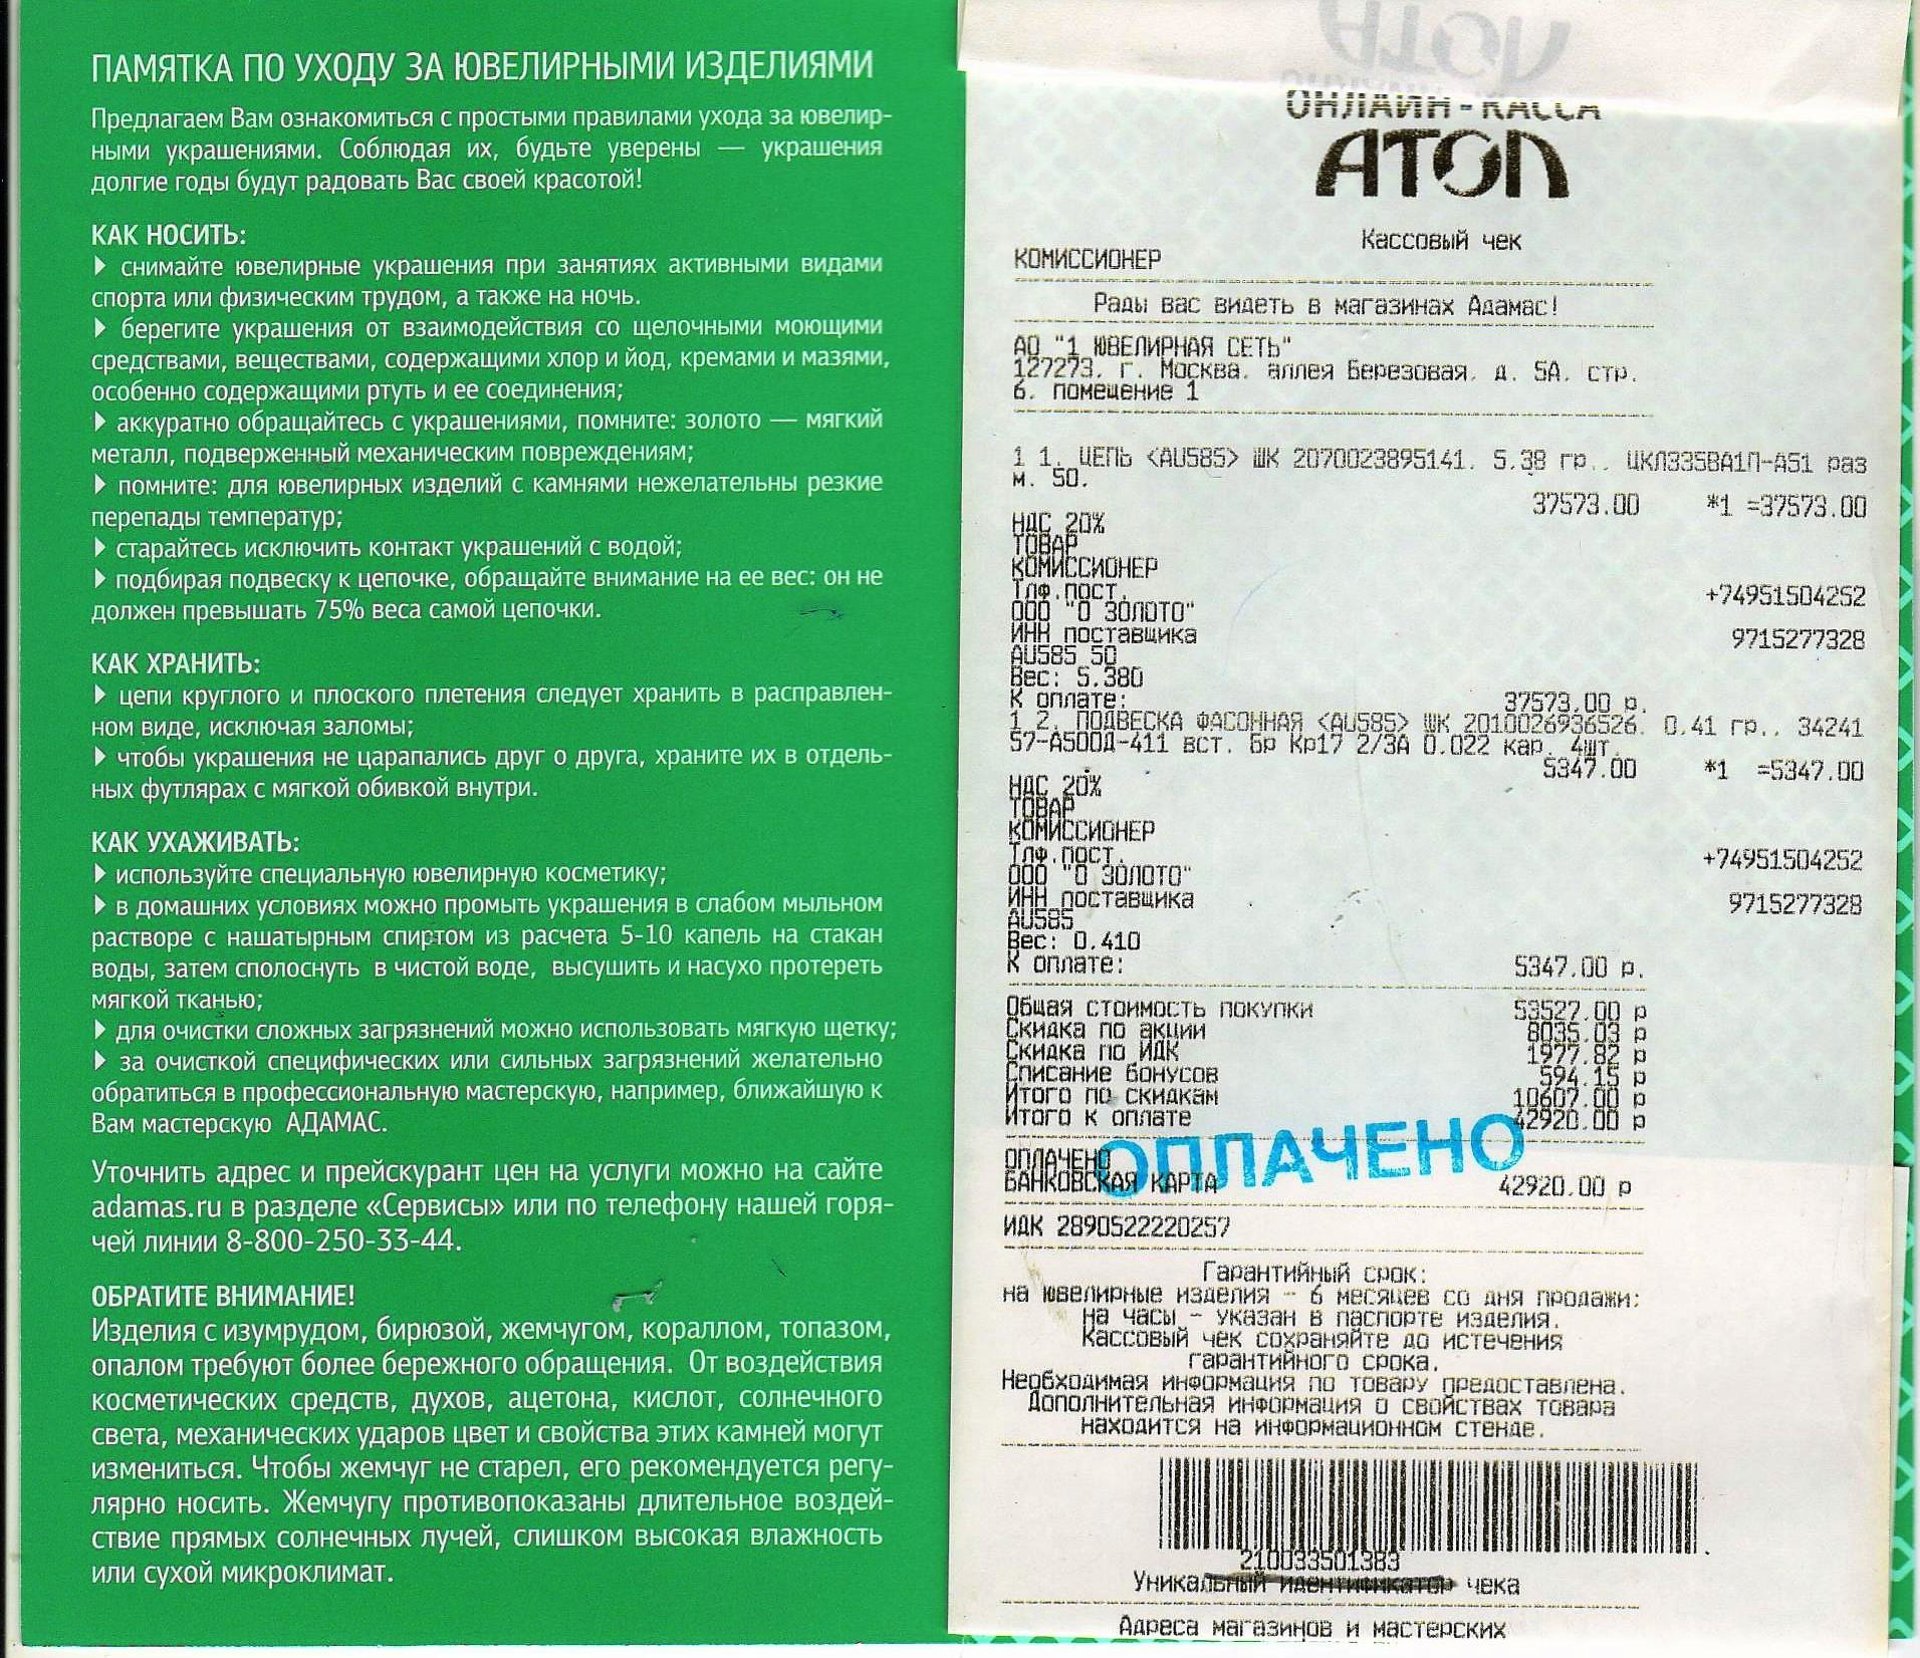 ПАМЯТКА ПО УХОДУ ЗА ЮВЕЛИРНЫМИ ИЗДЕЛИЯМИ
Предлагаем Вам ознакомиться с простыми правилами ухода за ювелир-
ными украшениями. Соблюдая их, будьте уверены — украшения
долгие годы будут радовать Вас своей красотой!
КАК НОСИТЬ:
снимайте ювелирные украшения при занятиях активными видами
спорта или физическим трудом, а также на ночь.
берегите украшения от взаимодействия со щелочными моющими
средствами, веществами, содержащими хлор и йод, кремами и мазями,
особенно содержащими ртуть и ее соединения;
аккуратно обращайтесь с украшениями, помните: золото — мягкий
металл, подверженный механическим повреждениям;
помните: для ювелирных изделий с камнями нежелательны резкие
перепады температур;
старайтесь исключить контакт украшений с водой;
подбирая подвеску к цепочке, обращайте внимание на ее вес: он не
должен превышать 75% веса самой цепочки.
КАК ХРАНИТЬ:
цепи круглого и плоского плетения следует хранить в расправлен-
ном виде, исключая заломы;
чтобы украшения не царапались друг о друга, храните их в отдель-
ных футлярах с мягкой обивкой внутри.
КАК УХАЖИВАТЬ:
используйте специальную ювелирную косметику;
в домашних условиях можно промыть украшения в слабом мыльном
растворе с нашатырным спиртом из расчета 5-10 капель на стакан
воды, затем сполоснуть в чистой воде, высушить и насухо протереть
мягкой тканью;
для очистки сложных загрязнений можно использовать мягкую щетку;
за очисткой специфических или сильных загрязнений желательно
обратиться в профессиональную мастерскую, например, ближайшую к
Вам мастерскую АДАМАС.
Уточнить адрес и прейскурант цен на услуги можно на сайте
adamas.ru в разделе «Сервисы» или по телефону нашей горя-
чей линии 8-800-250-33-44.
ОБРАТИТЕ ВНИМАНИЕ!
Изделия с изумрудом, бирюзой, жемчугом, кораллом, топазом,
опалом требуют более бережного обращения. От воздействия
косметических средств, духов, ацетона, кислот, солнечного
света, механических ударов цвет и свойства этих камней могут
измениться. Чтобы жемчуг не старел, его рекомендуется регу-
лярно носить. Жемчугу противопоказаны длительное воздей-
ствие прямых солнечных лучей, слишком высокая влажность
или сухой микроклимат.
ОНЛАЙН-КАССА
АТОЛ
Кассовый чек
КОМИССИОНЕР
Рады вас видеть в магазинах Адамас!
АО "1 ЮВЕЛИРНАЯ СЕТЬ"
127273, г. Москва, аллея Березовая, д. 5А, стр.
6, помещение 1
1 1. ЦЕПЬ <AU585> ШК 2070023895141, 5.38 гр., ЦКЛ335ВА1П-А51 раз
м. 50.
37573.00 *1 =37573.00
НДС 20%
ТОВАР
КОМИССИОНЕР
Тлф.пост. +74951504252
ООО "О ЗОЛОТО"
ИНН поставщика 9715277328
AU585 50
Вес: 5.380
К оплате: 37573.00 р.
1 2. ПОДВЕСКА ФАСОННАЯ <AU585> ШК 2010026936526, 0.41 гр., 34241
57-А500Д-411 вст. Бр Кр17 2/3А 0.022 кар. 4шт.
5347.00 *1 =5347.00
НДС 20%
ТОВАР
КОМИССИОНЕР
Тлф.пост. +74951504252
ООО "О ЗОЛОТО"
ИНН поставщика 9715277328
AU585
Вес: 0.410
К оплате: 5347.00 р.
Общая стоимость покупки 53527.00 р
Скидка по акции 8035.03 р
Скидка по ИДК 1977.82 р
Списание бонусов 594.15 р
Итого по скидкам 10607.00 р
Итого к оплате 42920.00 р
ОПЛАЧЕНО
ОПЛАЧЕНО
БАНКОВСКАЯ КАРТА 42920.00 р
ИДК 2890522220257
Гарантийный срок:
на ювелирные изделия - 6 месяцев со дня продажи;
на часы - указан в паспорте изделия.
Кассовый чек сохраняйте до истечения
гарантийного срока.
Необходимая информация по товару предоставлена.
Дополнительная информация о свойствах товара
находится на информационном стенде.
210033501383
Уникальный идентификатор чека
Адреса магазинов и мастерских